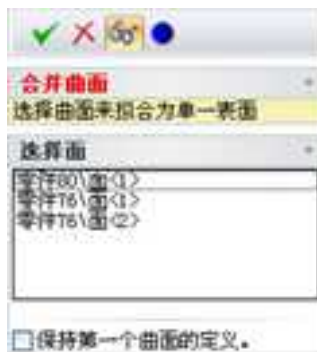 合并曲面
选择曲面来拟合为单一表面
选择面
零件80\面<1>
零件76\面<1>
零件76\面<2>
保持第一个曲面的定义。